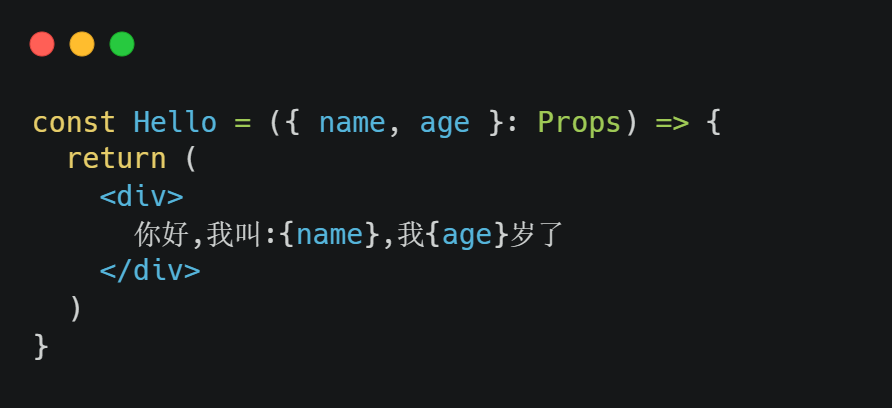 const Hello = ({ name, age }: Props) => {
  return (
    <div>
      你好,我叫:{name},我{age}岁了
    </div>
  )
}